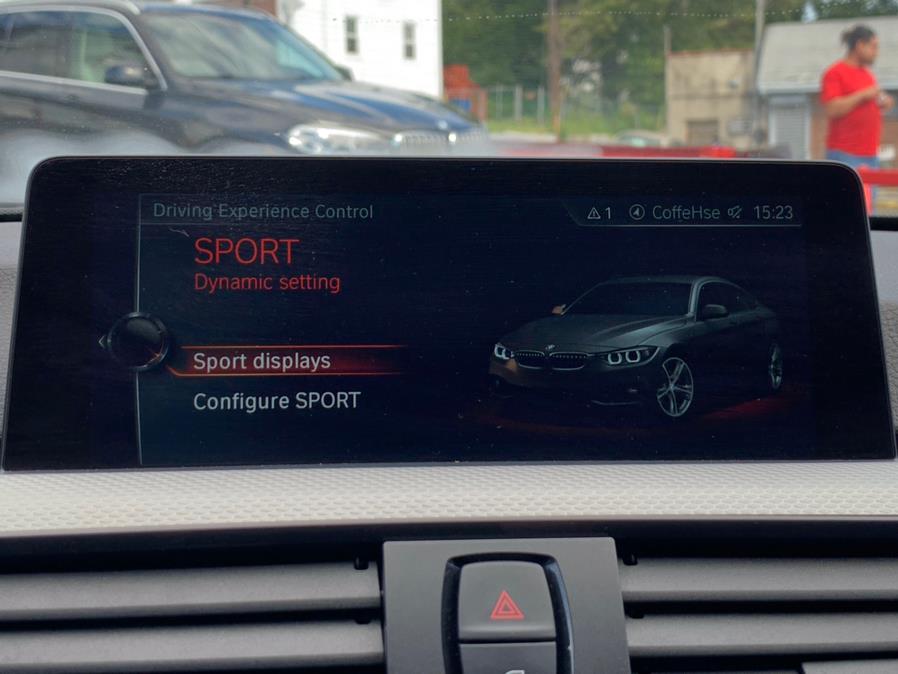 Driving Experience Control
1 CoffeHse 15:23
SPORT
Dynamic setting
Sport displays
Configure SPORT